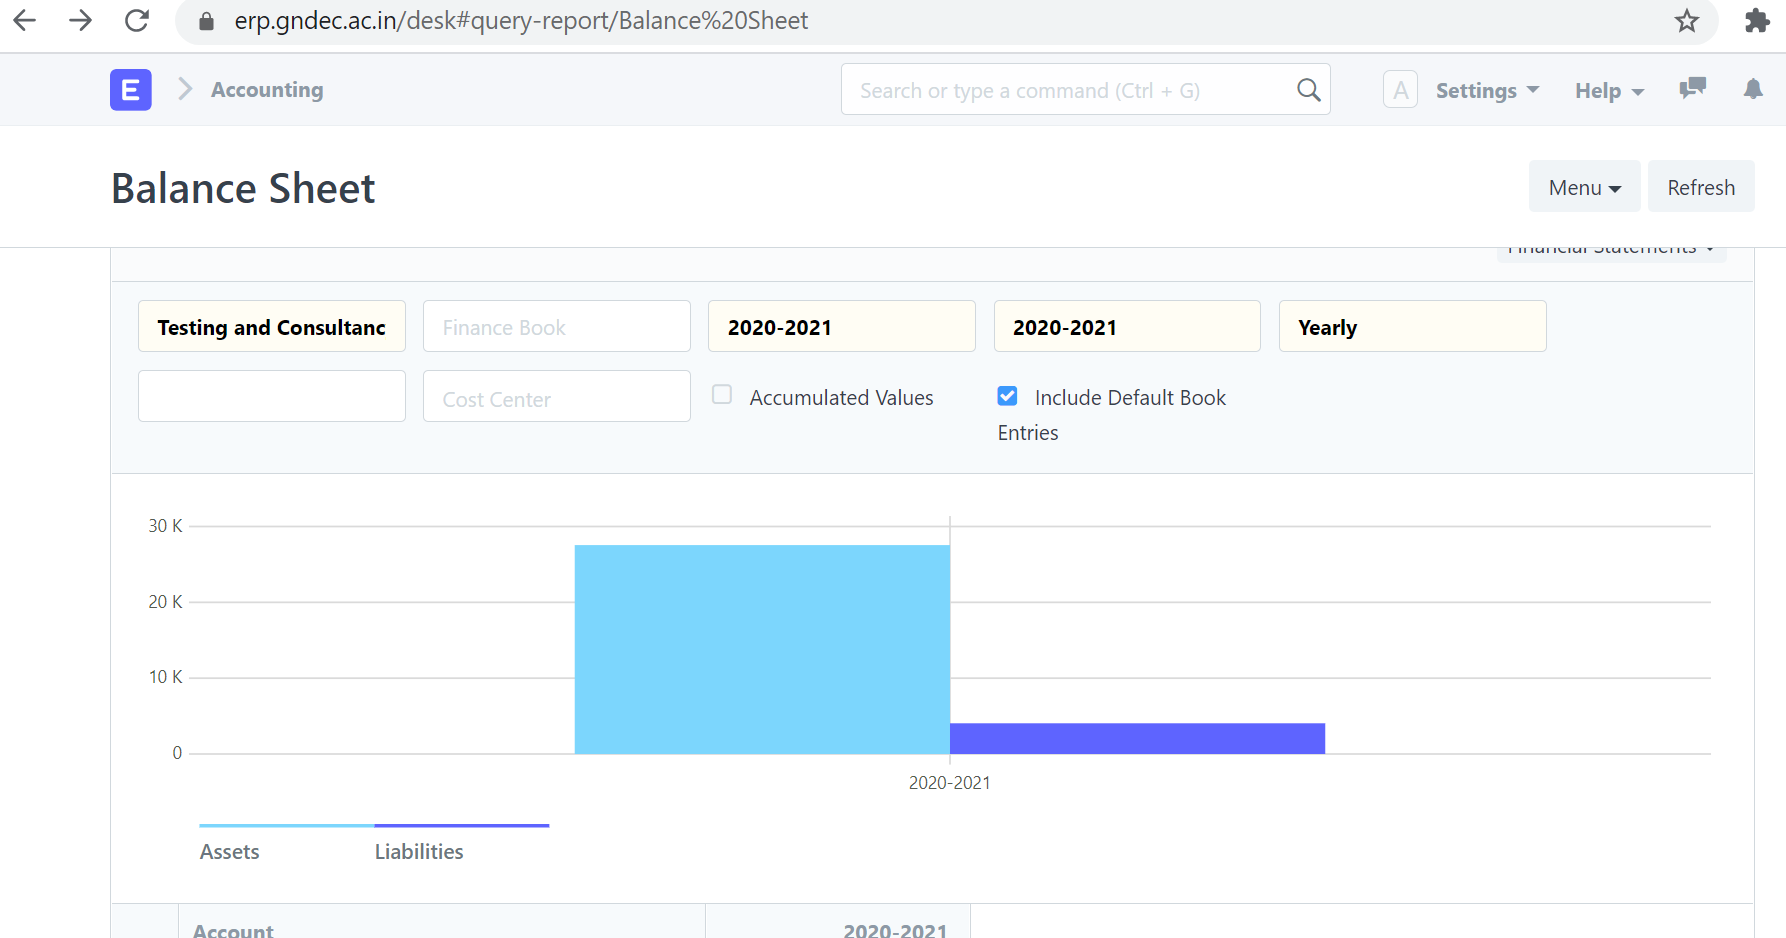 erp.gndec.ac.in/desk#query-report/Balance%20Sheet
E Accounting Search or type a command (Ctrl + G) A Settings Help
Balance Sheet Menu Refresh
Financial Statements
Testing and Consultanc Finance Book 2020-2021 2020-2021 Yearly
Cost Center Accumulated Values Include Default Book
Entries
30 K
20 K
10 K
0
2020-2021
Assets Liabilities
Account 2020-2021